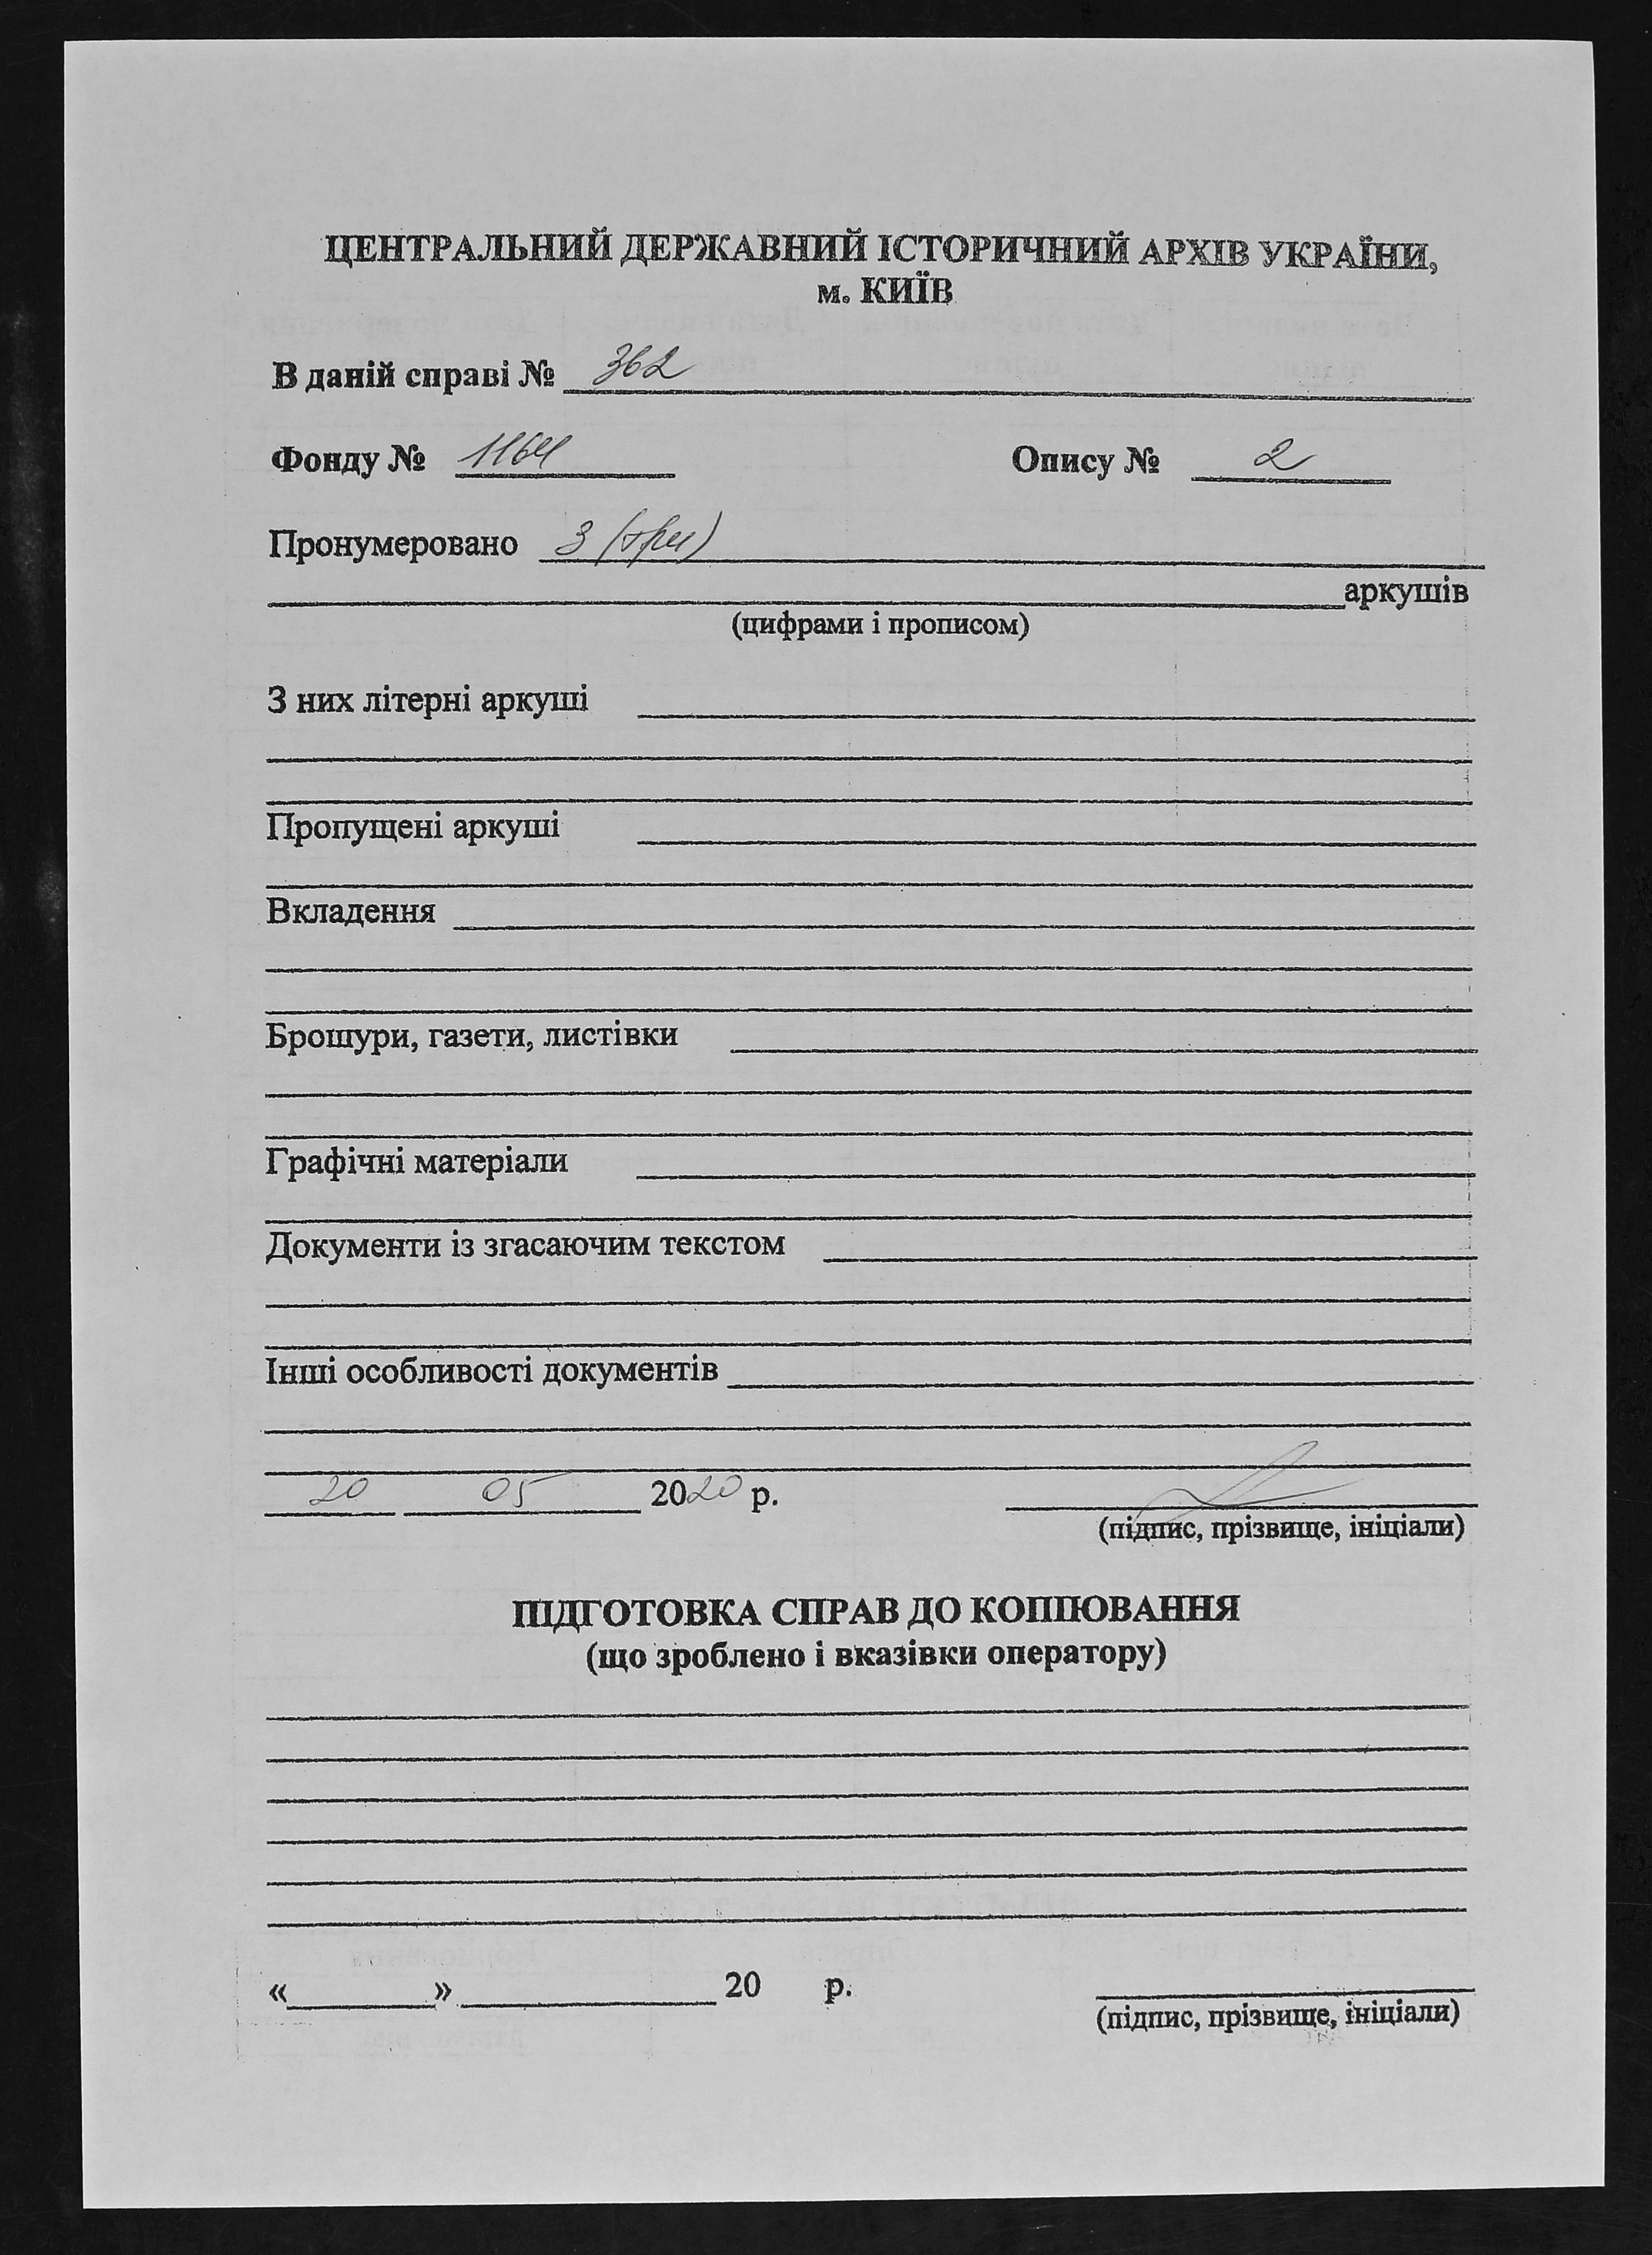 ЦЕНТРАЛЬНИЙ ДЕРЖАВНИЙ ІСТОРИЧНИЙ АРХІВ УКРАЇНИ,
м. КИЇВ
В даній справі № 362
Фонду № 1164 Опису № 2
Пронумеровано 3 (три)
аркушів
(цифрами і прописом)
З них літерні аркуші
Пропущені аркуші
Вкладення
Брошури, газети, листівки
Графічні матеріали
Документи із згасаючим текстом
Інші особливості документів
20 05 2020 р.
(підпис, прізвище, ініціали)
ПІДГОТОВКА СПРАВ ДО КОПІЮВАННЯ
(що зроблено і вказівки оператору)
«_______» _______ 20 р.
(підпис, прізвище, ініціали)